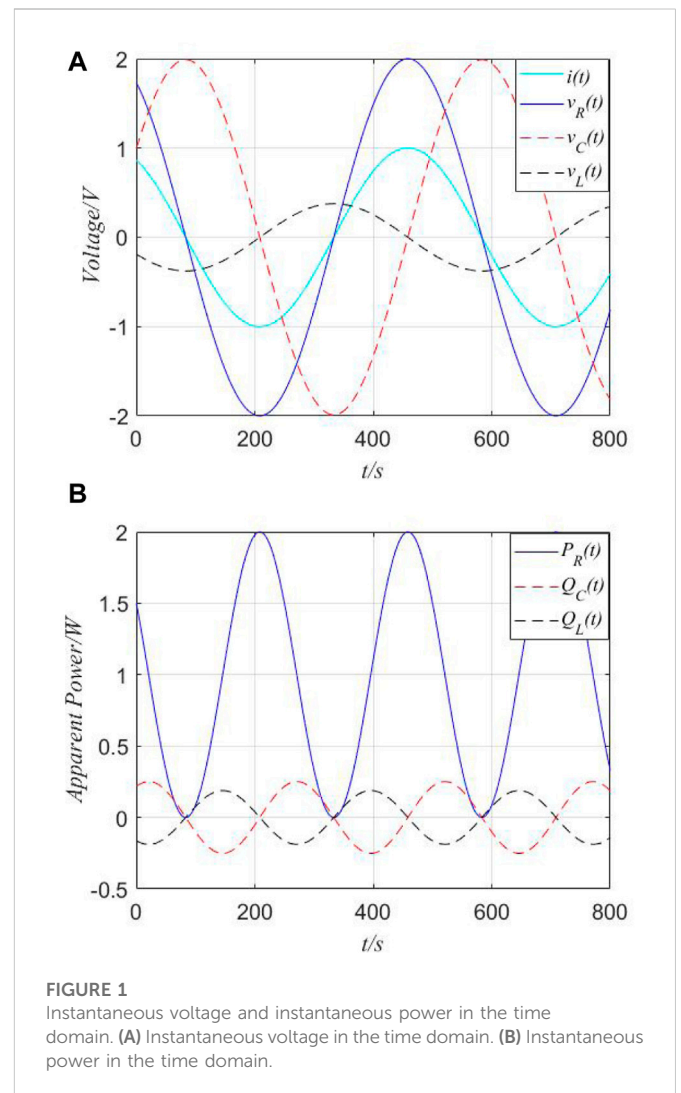 A
2
1
0
-1
-2
Voltage/V
i(t)
v_R(t)
v_C(t)
v_L(t)
0 200 400 600 800
t/s
B
2
1.5
1
0.5
0
-0.5
Apparent Power/W
P_R(t)
Q_C(t)
Q_L(t)
0 200 400 600 800
t/s
FIGURE 1
Instantaneous voltage and instantaneous power in the time
domain. (A) Instantaneous voltage in the time domain. (B) Instantaneous
power in the time domain.